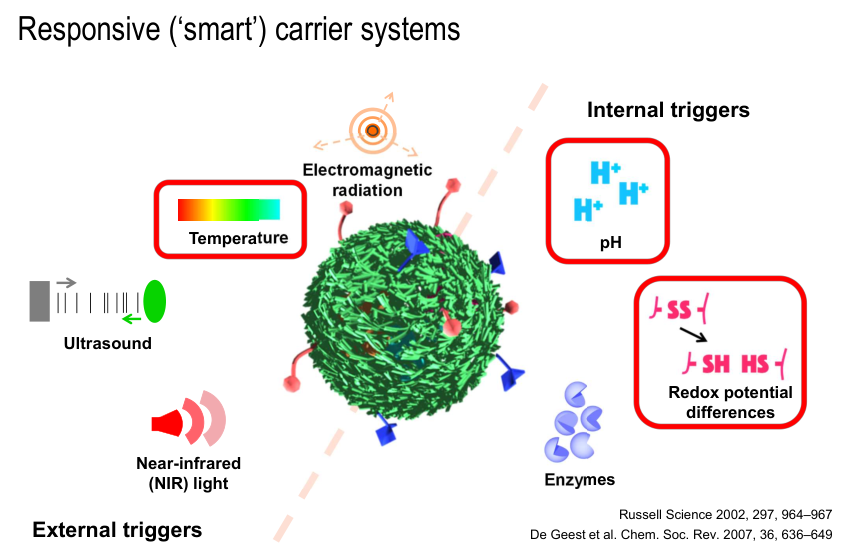 Responsive (‘smart’) carrier systems
Internal triggers
Electromagnetic
radiation
H+
H+
H+
pH
Temperature
SS
SH HS
Redox potential
differences
Ultrasound
Near-infrared
(NIR) light
Enzymes
External triggers
Russell Science 2002, 297, 964–967
De Geest et al. Chem. Soc. Rev. 2007, 36, 636–649